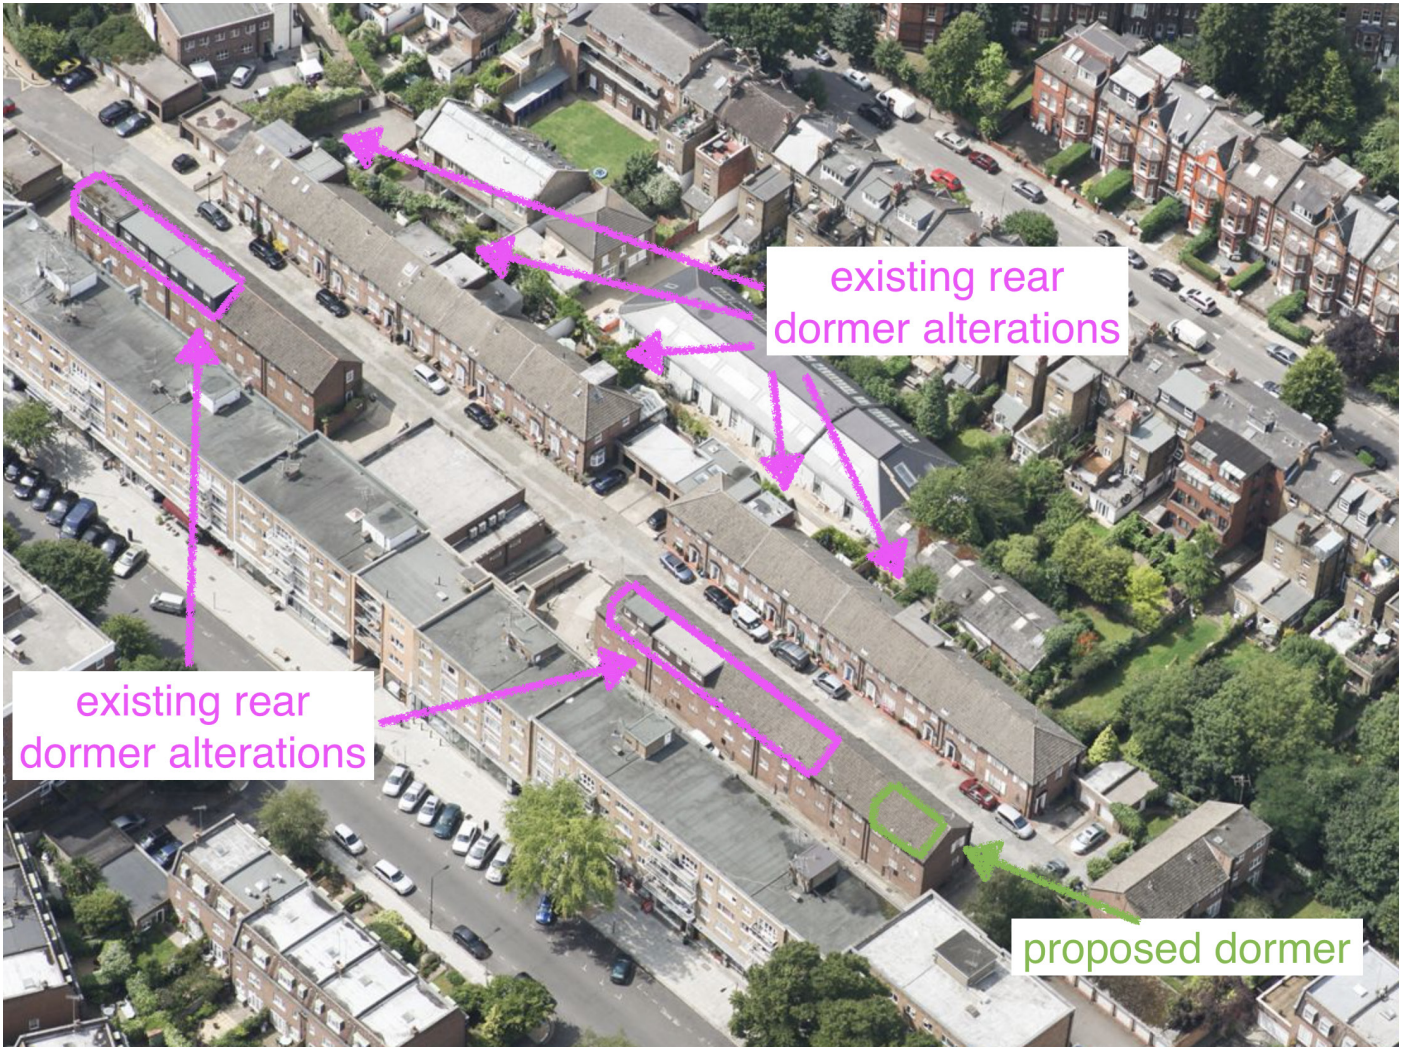 existing rear
dormer alterations
existing rear
dormer alterations
proposed dormer